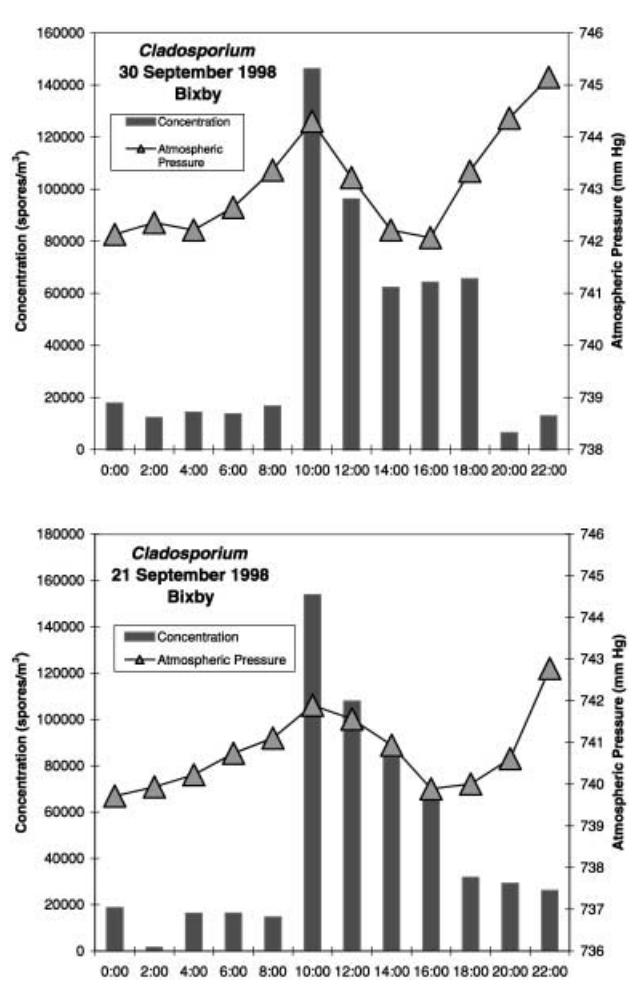 Cladosporium
30 September 1998
Bixby
Concentration
Atmospheric
Pressure
Concentration (spores/m³)
160000
140000
120000
100000
80000
60000
40000
20000
0
746
745
744
743
742
741
740
739
738
Atmospheric Pressure (mm Hg)
0:00 2:00 4:00 6:00 8:00 10:00 12:00 14:00 16:00 18:00 20:00 22:00
Cladosporium
21 September 1998
Bixby
Concentration
Atmospheric Pressure
Concentration (spores/m³)
180000
160000
140000
120000
100000
80000
60000
40000
20000
0
746
745
744
743
742
741
740
739
738
737
736
Atmospheric Pressure (mm Hg)
0:00 2:00 4:00 6:00 8:00 10:00 12:00 14:00 16:00 18:00 20:00 22:00